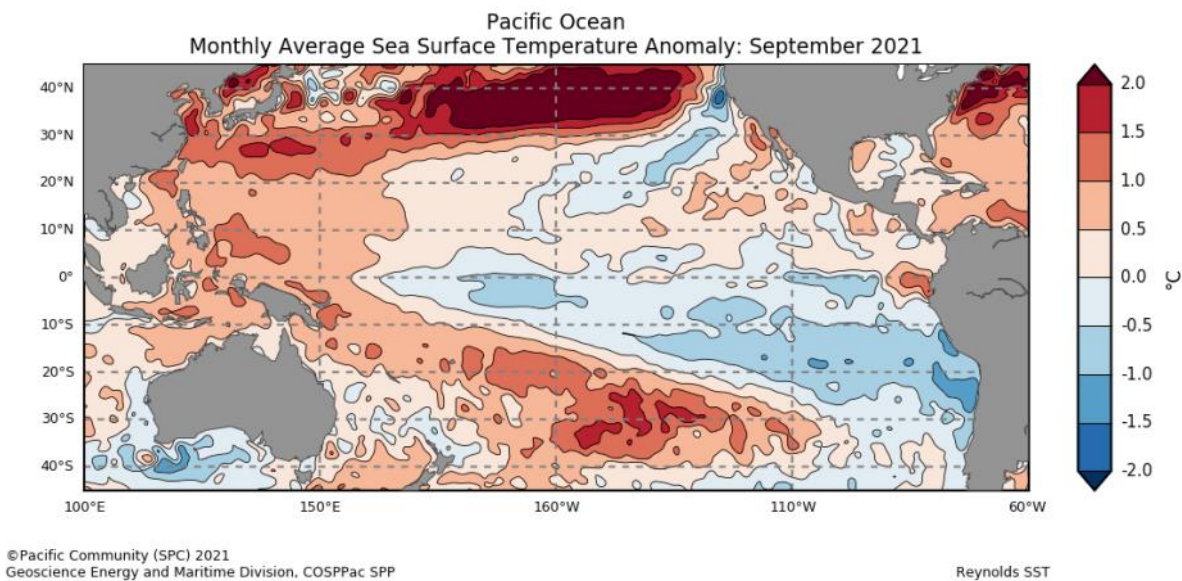 Pacific Ocean
Monthly Average Sea Surface Temperature Anomaly: September 2021
40°N
30°N
20°N
10°N
0°
10°S
20°S
30°S
40°S
100°E 150°E 160°W 110°W 60°W
2.0
1.5
1.0
0.5
0.0
-0.5
-1.0
-1.5
-2.0
°C
©Pacific Community (SPC) 2021
Geoscience Energy and Maritime Division, COSPPac SPP Reynolds SST